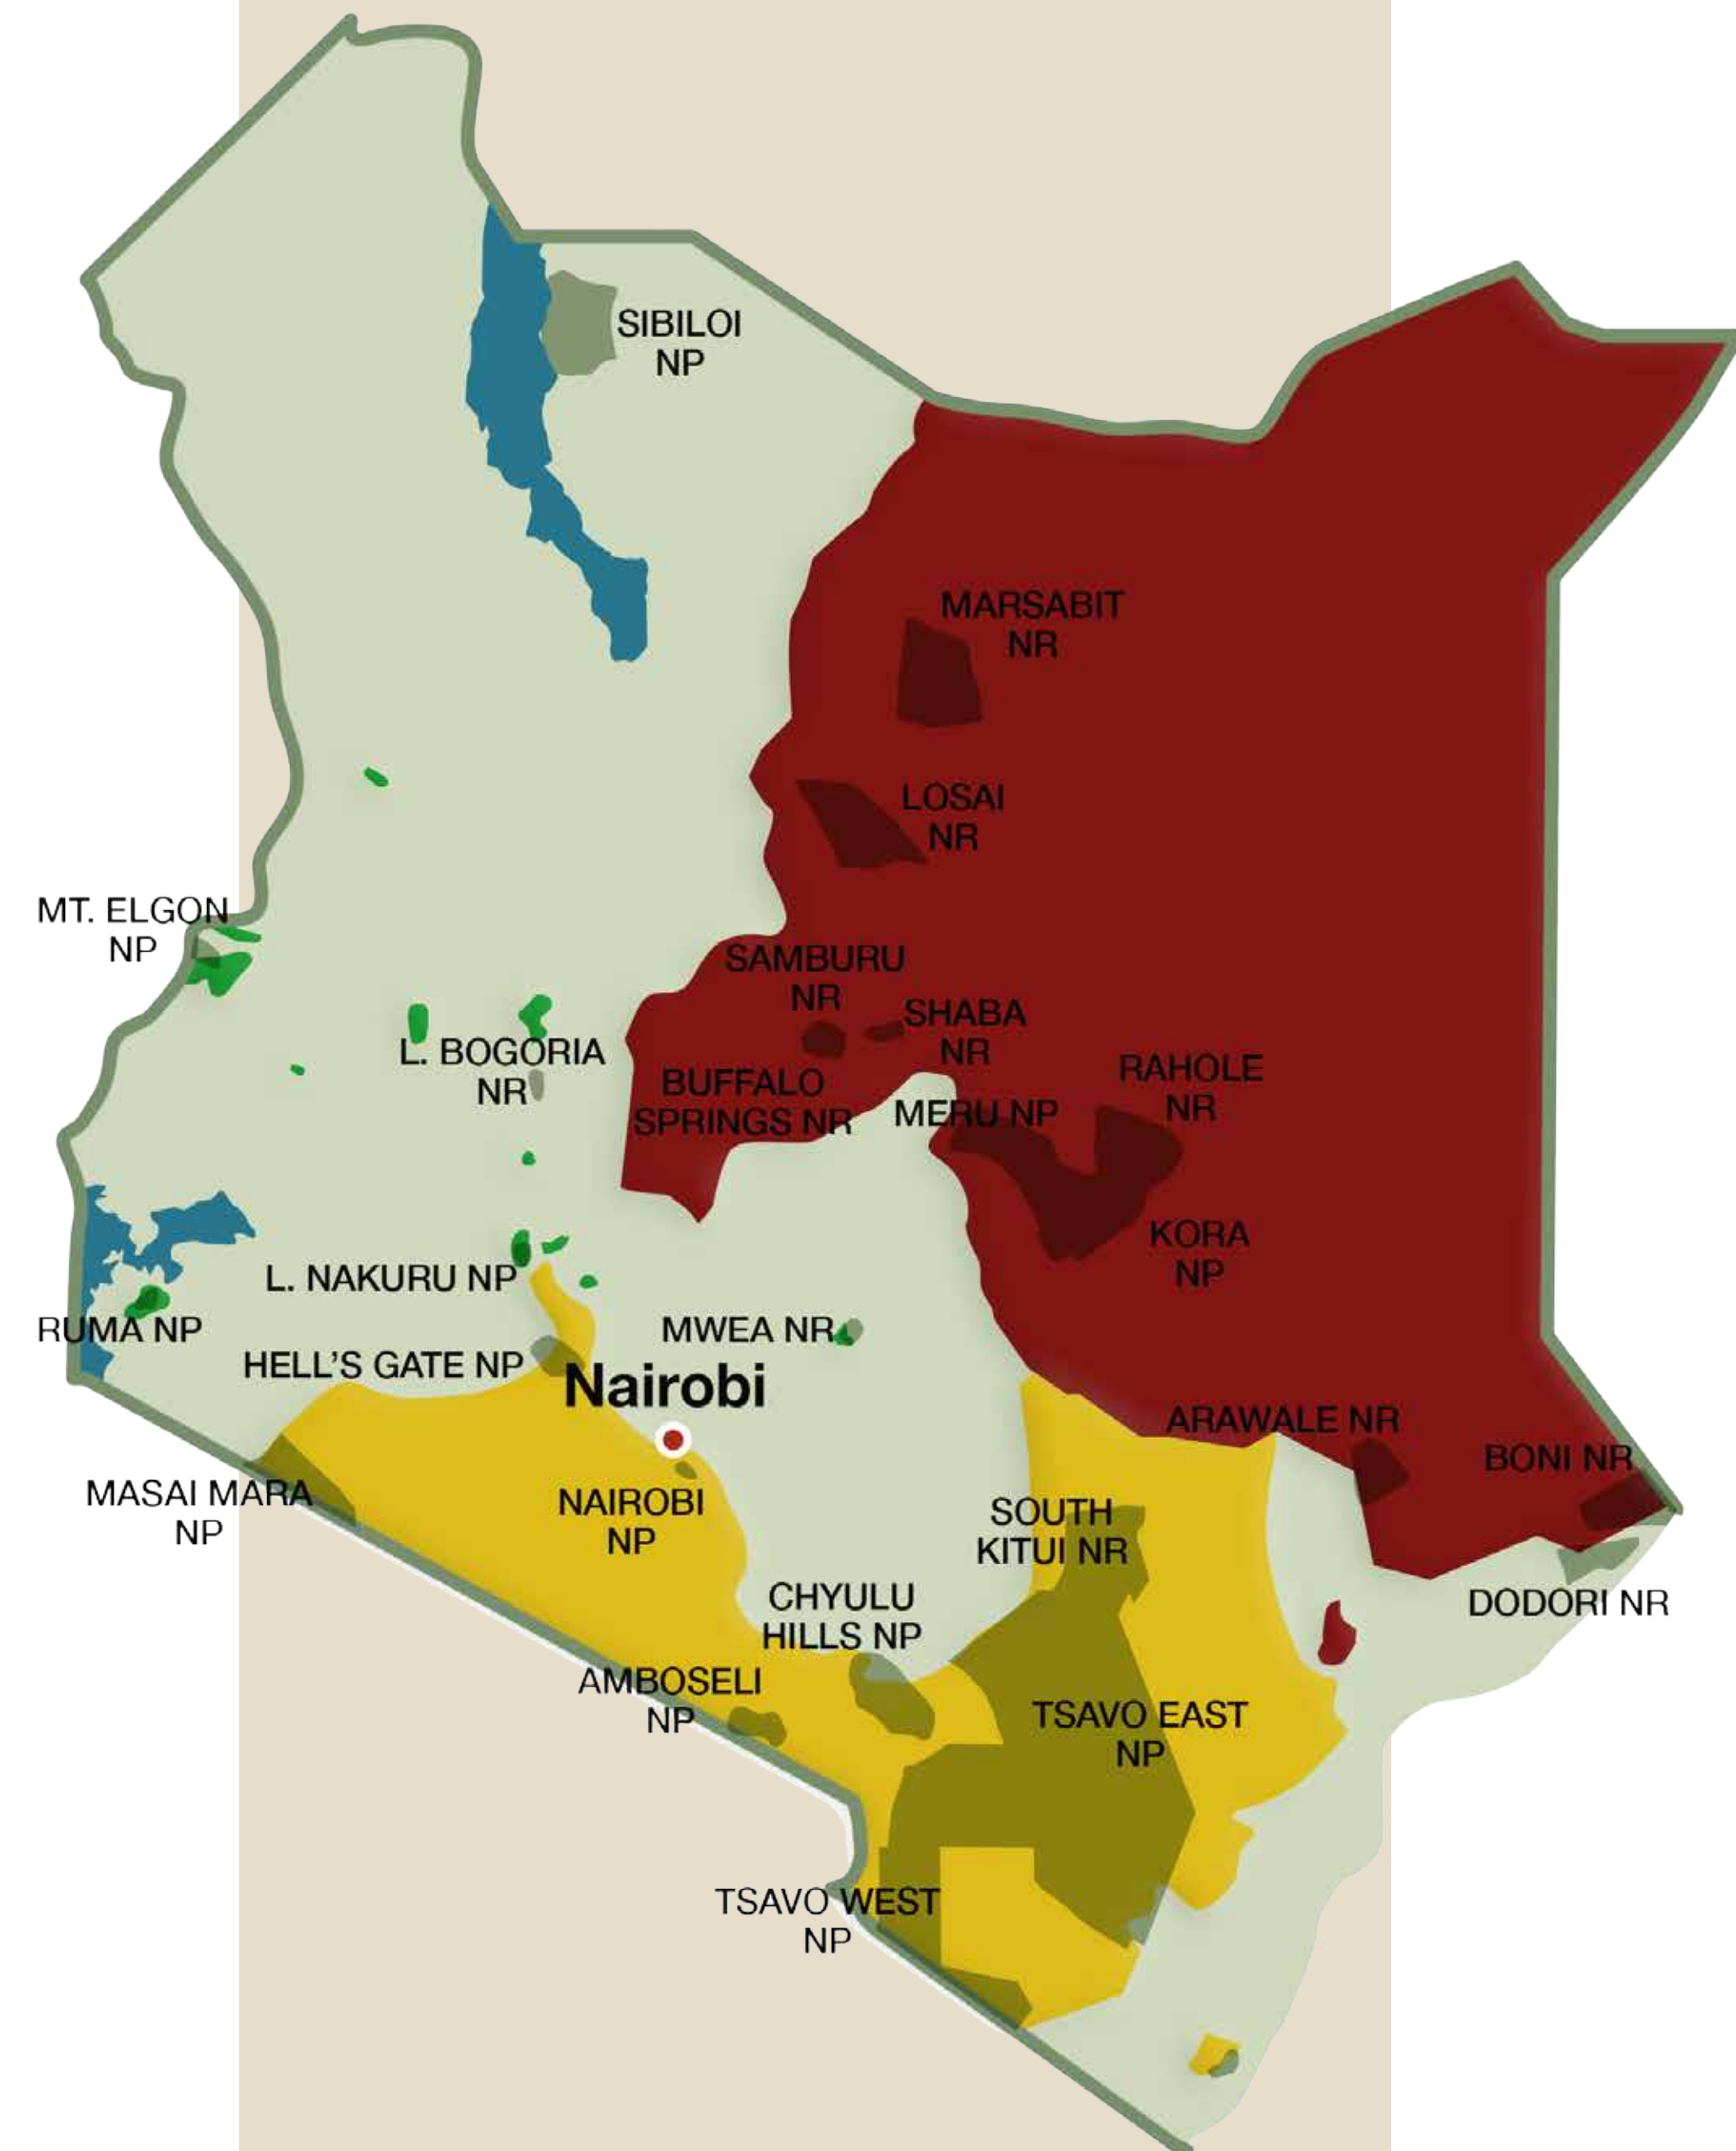 SIBILOI
NP
MARSABIT
NR
LOSAI
NR
MT. ELGON
NP
SAMBURU
NR
SHABA
NR
L. BOGORIA
NR
BUFFALO
SPRINGS NR
MERU NP
RAHOLE
NR
KORA
NP
L. NAKURU NP
RUMA NP
MWEA NR
HELL'S GATE NP
Nairobi
ARAWALE NR
BONI NR
MASAI MARA
NP
NAIROBI
NP
SOUTH
KITUI NR
CHYULU
HILLS NP
DODORI NR
AMBOSELI
NP
TSAVO EAST
NP
TSAVO WEST
NP